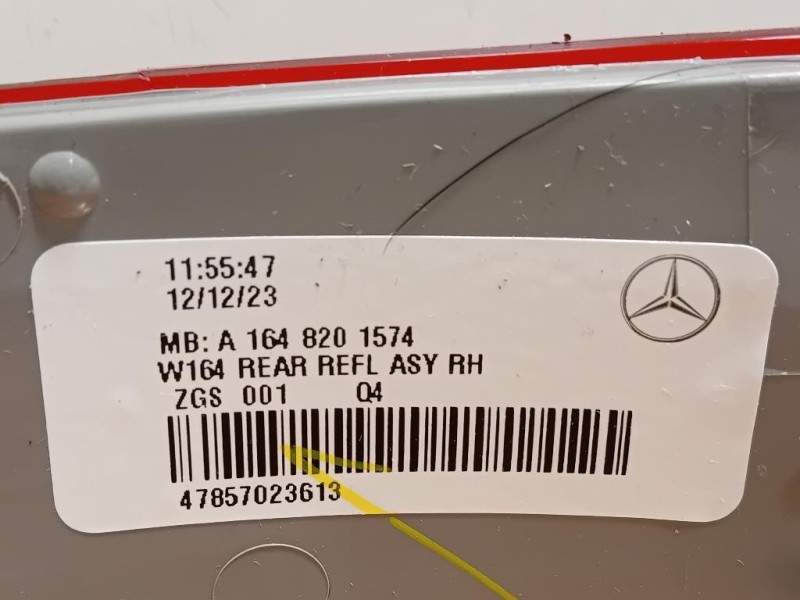 11:55:47
12/12/23
MB: A 164 820 1574
W164 REAR REFL ASY RH
ZGS 001 Q4
47857023613